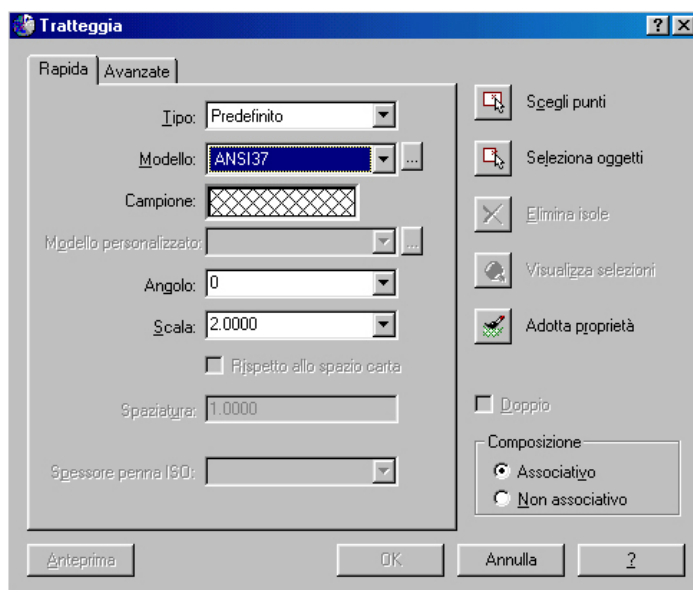 Tratteggia
Rapida
Avanzate
Tipo: Predefinito
Modello: ANSI37 ...
Campione:
Modello personalizzato: ...
Angolo: 0
Scala: 2.0000
Rispetto allo spazio carta
Spaziatura: 1.0000
Spessore penna ISO:
Scegli punti
Seleziona oggetti
Elimina isole
Visualizza selezioni
Adotta proprietà
Doppio
Composizione
Associativo
Non associativo
Anteprima
OK
Annulla
?